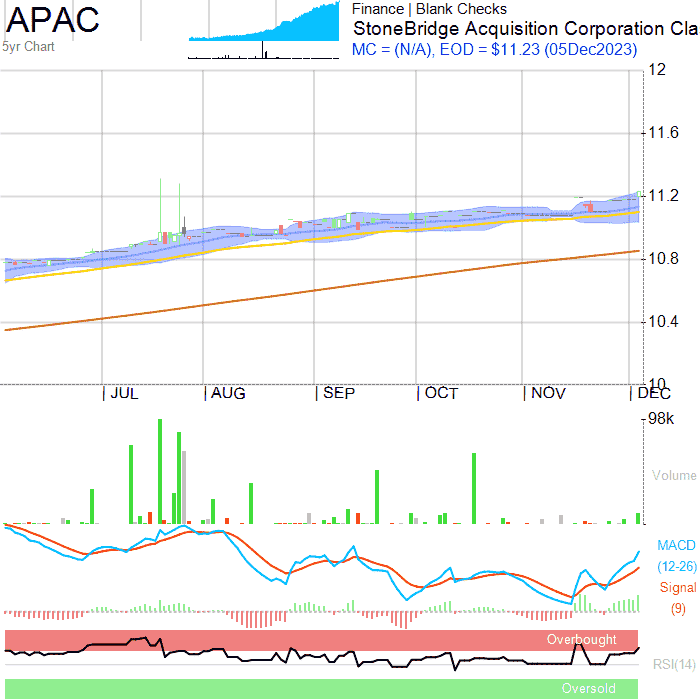 APAC
5yr Chart
Finance | Blank Checks
StoneBridge Acquisition Corporation Cla
MC = (N/A), EOD = $11.23 (05Dec2023)
12
11.6
11.2
10.8
10.4
10
JUL AUG SEP OCT NOV DEC
98k
Volume
MACD
(12-26)
Signal
(9)
Overbought
RSI(14)
Oversold